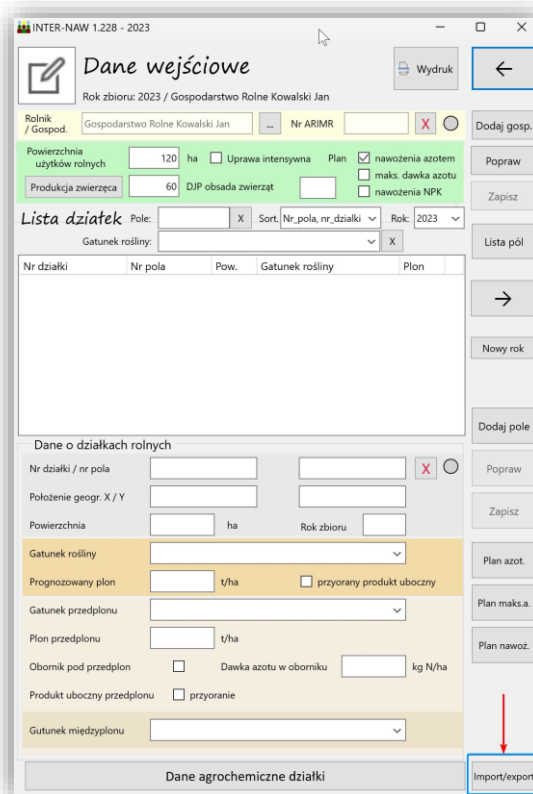 INTER-NAW 1.228 - 2023
Dane wejściowe
Wydruk
Rok zbioru: 2023 / Gospodarstwo Rolne Kowalski Jan
Rolnik / Gospod. Gospodarstwo Rolne Kowalski Jan ... Nr ARIMR X Dodaj gosp.
Powierzchnia użytków rolnych 120 ha Uprawa intensywna Plan nawożenia azotem Popraw
maks. dawka azotu
Produkcja zwierzęca 60 DJP obsada zwierząt nawożenia NPK Zapisz
Lista działek Pole: X Sort. Nr_pola, nr_dzialki Rok: 2023
Gatunek rośliny: X Lista pól
Nr działki Nr pola Pow. Gatunek rośliny Plon
Nowy rok
Dodaj pole
Dane o działkach rolnych
Nr działki / nr pola X Popraw
Położenie geogr. X / Y
Zapisz
Powierzchnia ha Rok zbioru
Gatunek rośliny Plan azot.
Prognozowany plon t/ha przyorany produkt uboczny
Gatunek przedplonu Plan maks.a.
Plon przedplonu t/ha Plan nawoż.
Obornik pod przedplon Dawka azotu w oborniku kg N/ha
Produkt uboczny przedplonu przyoranie
Gutunek międzyplonu
Dane agrochemiczne działki Import/export